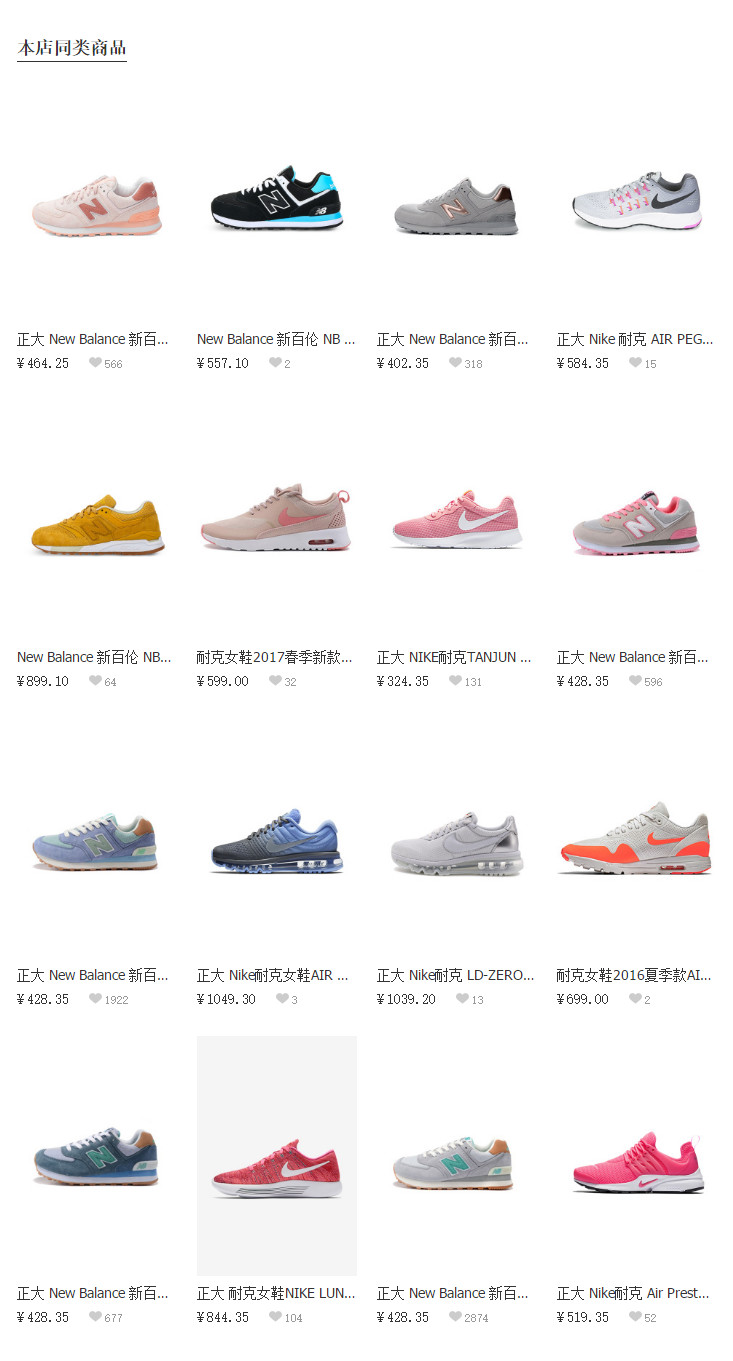 本店同类商品
正大 New Balance 新百...
¥464.25 566
New Balance 新百伦 NB ...
¥557.10 2
正大 New Balance 新百...
¥402.35 318
正大 Nike 耐克 AIR PEG...
¥584.35 15
New Balance 新百伦 NB...
¥899.10 64
耐克女鞋2017春季新款...
¥599.00 32
正大 NIKE耐克TANJUN ...
¥324.35 131
正大 New Balance 新百...
¥428.35 596
正大 New Balance 新百...
¥428.35 1922
正大 Nike耐克女鞋AIR ...
¥1049.30 3
正大 Nike耐克 LD-ZERO...
¥1039.20 13
耐克女鞋2016夏季款AI...
¥699.00 2
正大 New Balance 新百...
¥428.35 677
正大 耐克女鞋NIKE LUN...
¥844.35 104
正大 New Balance 新百...
¥428.35 2874
正大 Nike耐克 Air Prest...
¥519.35 52